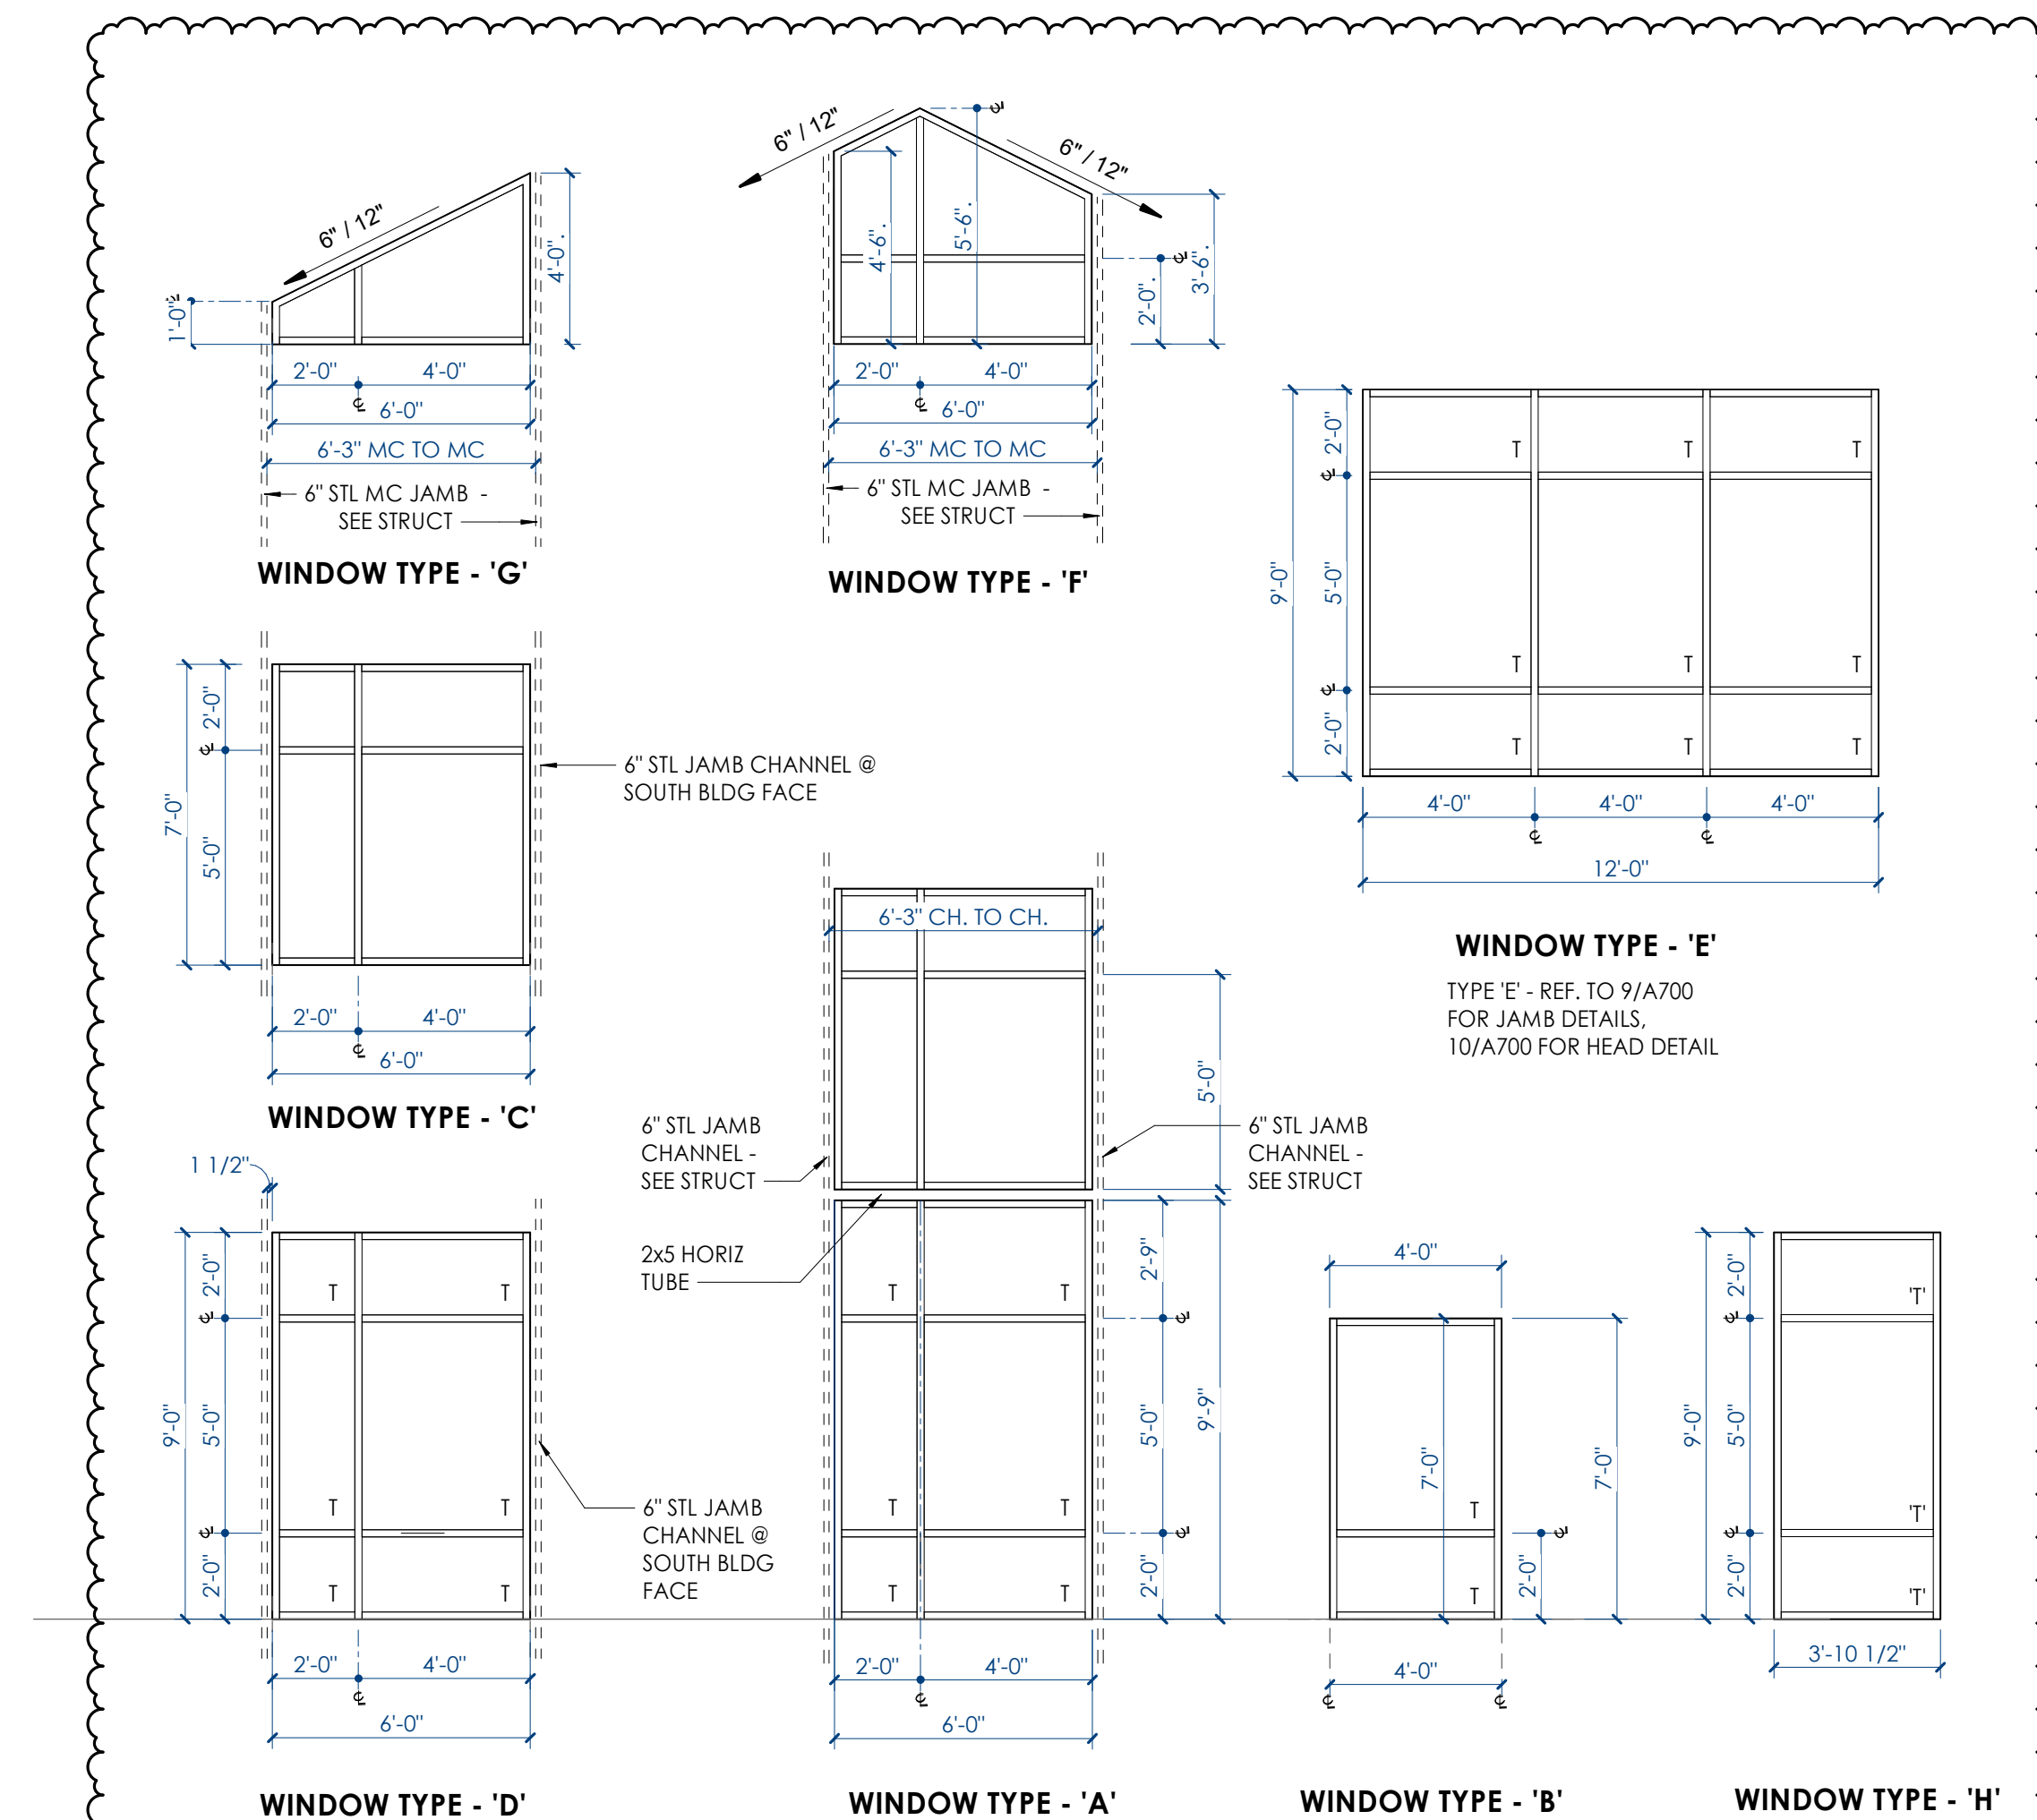 6" / 12"
1'-0"
4'-0".
2'-0"
4'-0"
6'-0"
6'-3" MC TO MC
6" STL MC JAMB -
SEE STRUCT
WINDOW TYPE - 'G'
6" / 12"
6" / 12"
4'-6".
5'-6".
2'-0".
3'-6".
2'-0"
4'-0"
6'-0"
6'-3" MC TO MC
6" STL MC JAMB -
SEE STRUCT
WINDOW TYPE - 'F'
9'-0"
2'-0"
5'-0"
2'-0"
T
T
T
T
T
T
T
T
T
4'-0"
4'-0"
4'-0"
12'-0"
WINDOW TYPE - 'E'
TYPE 'E' - REF. TO 9/A700
FOR JAMB DETAILS,
10/A700 FOR HEAD DETAIL
7'-0"
2'-0"
5'-0"
6" STL JAMB CHANNEL @
SOUTH BLDG FACE
2'-0"
4'-0"
6'-0"
WINDOW TYPE - 'C'
1 1/2"
9'-0"
2'-0"
5'-0"
2'-0"
T
T
T
T
T
T
6" STL JAMB
CHANNEL @
SOUTH BLDG
FACE
2'-0"
4'-0"
6'-0"
WINDOW TYPE - 'D'
6'-3" CH. TO CH.
5'-0"
6" STL JAMB
CHANNEL -
SEE STRUCT
6" STL JAMB
CHANNEL -
SEE STRUCT
2x5 HORIZ
TUBE
2'-9"
5'-0"
2'-0"
9'-9"
T
T
T
T
T
T
2'-0"
4'-0"
6'-0"
WINDOW TYPE - 'A'
4'-0"
7'-0"
7'-0"
T
T
2'-0"
4'-0"
WINDOW TYPE - 'B'
9'-0"
2'-0"
5'-0"
2'-0"
'T'
'T'
'T'
3'-10 1/2"
WINDOW TYPE - 'H'